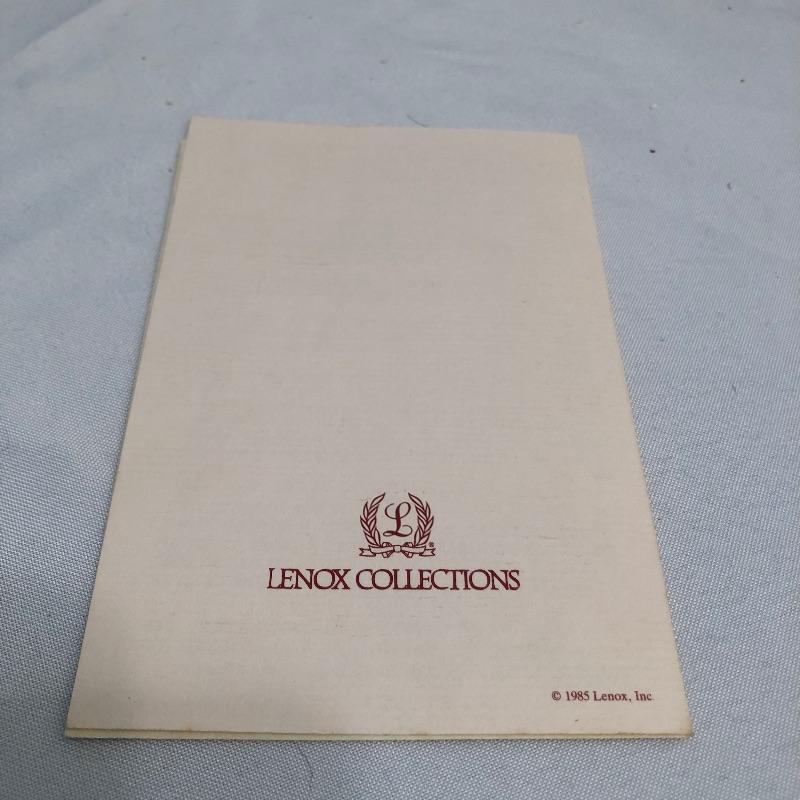 L
®
LENOX COLLECTIONS
© 1985 Lenox, Inc.